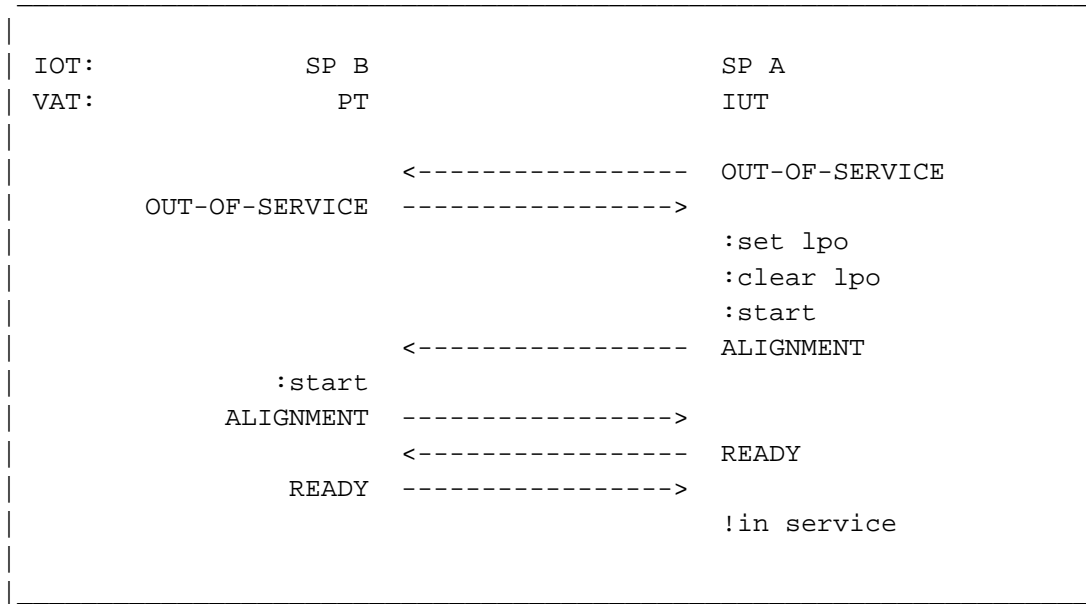 IOT: SP B SP A
VAT: PT IUT
<----------------- OUT-OF-SERVICE
OUT-OF-SERVICE ----------------->
:set lpo
:clear lpo
:start
<----------------- ALIGNMENT
:start
ALIGNMENT ----------------->
<----------------- READY
READY ----------------->
!in service